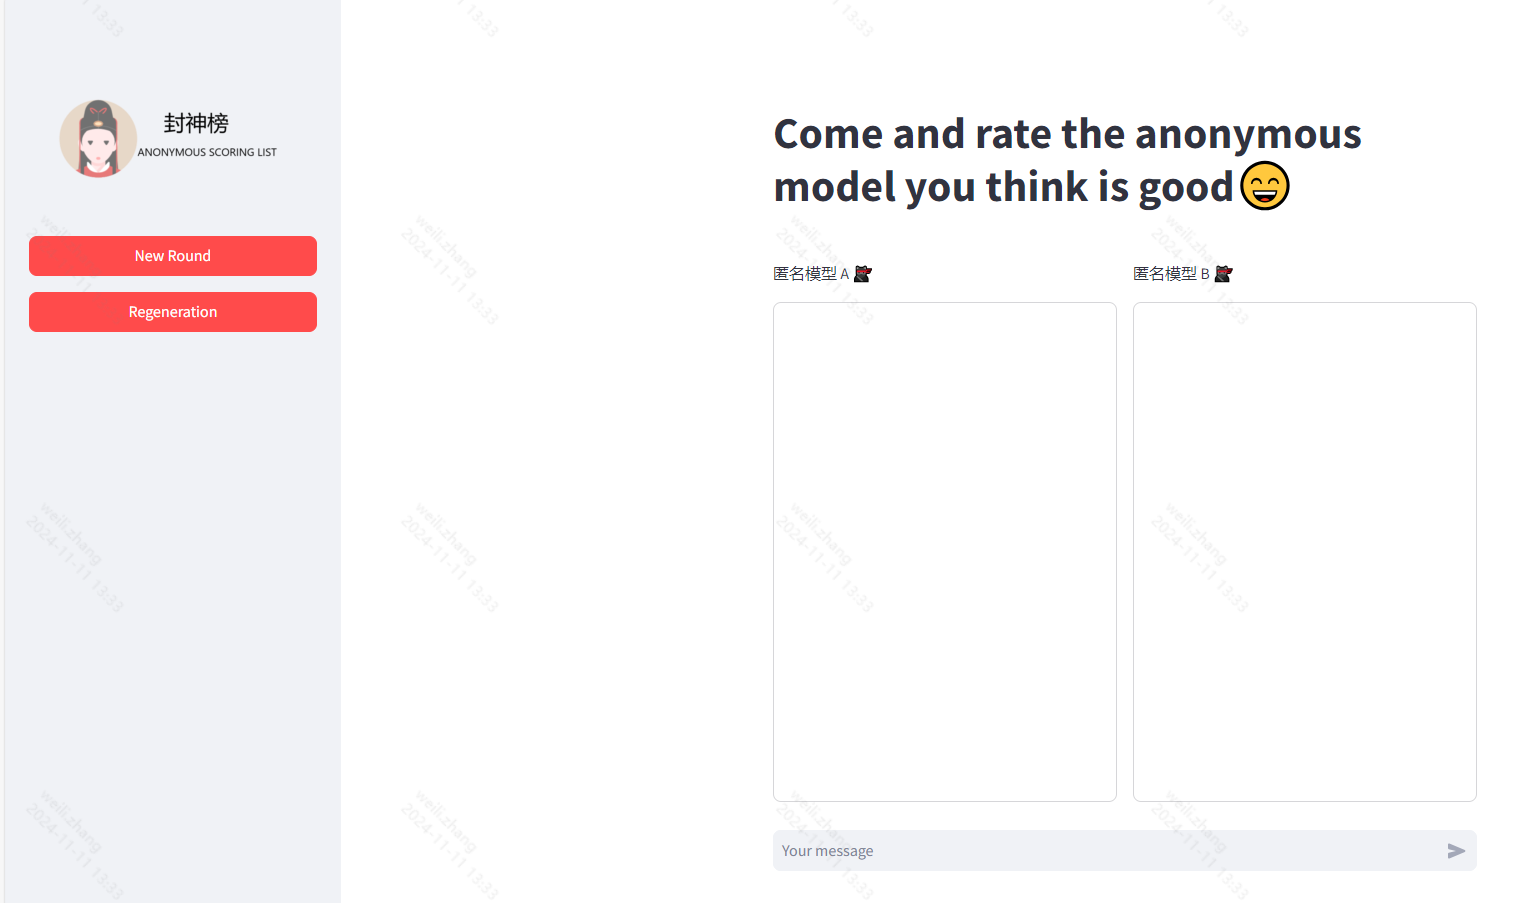 封神榜
ANONYMOUS SCORING LIST
New Round
Regeneration
Come and rate the anonymous
model you think is good
匿名模型 A
匿名模型 B
Your message
weili.zhang
2024-11-11 13:33